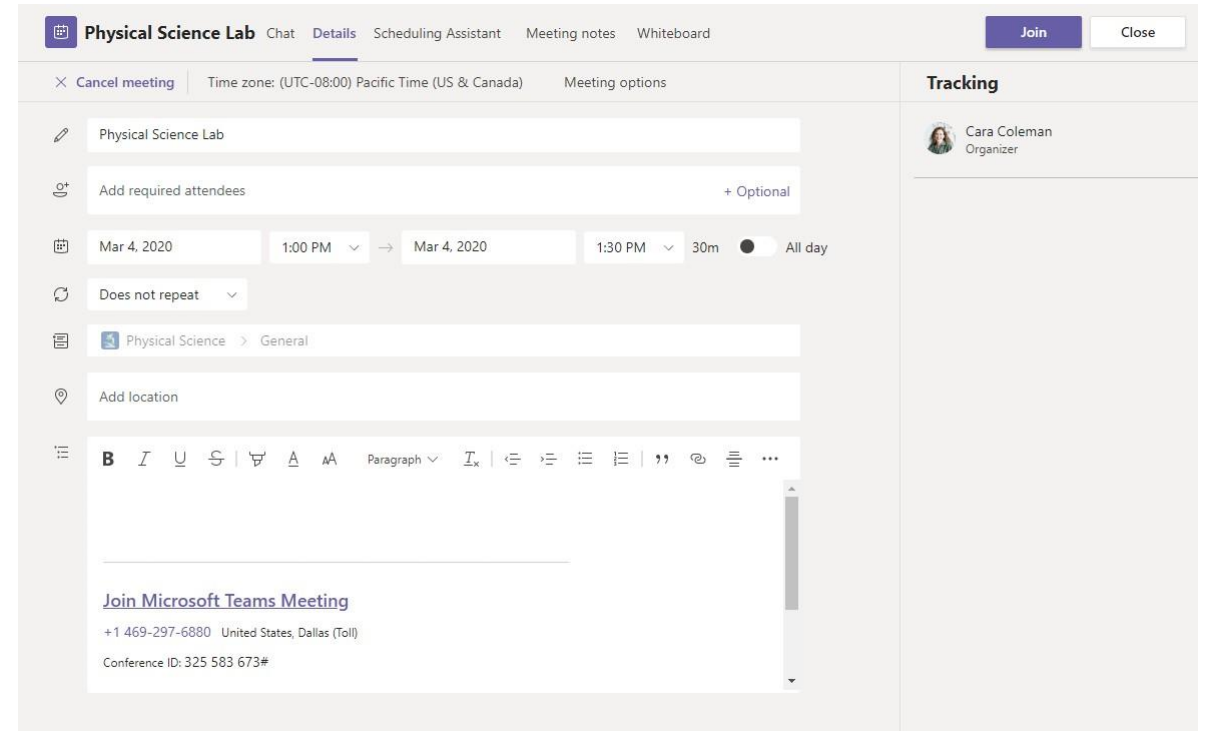 Physical Science Lab Chat Details Scheduling Assistant Meeting notes Whiteboard Join Close
Cancel meeting Time zone: (UTC-08:00) Pacific Time (US & Canada) Meeting options
Tracking
Physical Science Lab
Cara Coleman
Organizer
Add required attendees + Optional
Mar 4, 2020 1:00 PM → Mar 4, 2020 1:30 PM 30m All day
Does not repeat
Physical Science > General
Add location
B I U S A AA Paragraph Tx
Join Microsoft Teams Meeting
+1 469-297-6880 United States, Dallas (Toll)
Conference ID: 325 583 673#